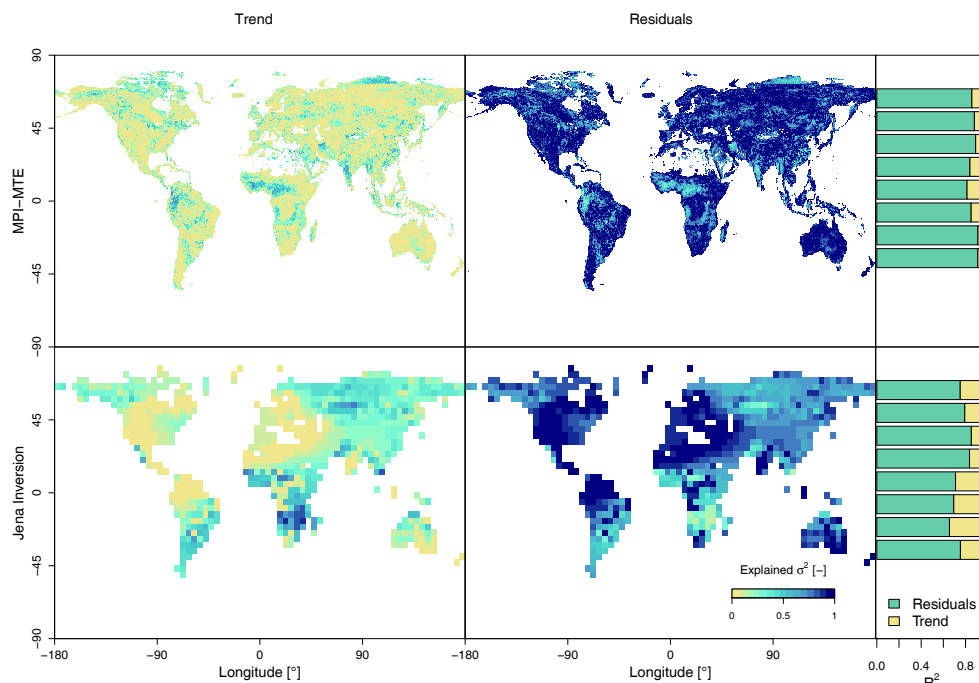 Trend Residuals
90
45
0
−45
−90
MPI−MTE
90
45
0
−45
−90
Jena Inversion
Explained σ² [−]
0 0.5 1
Residuals
Trend
−180 −90 0 90 −180 −90 0 90
0.0 0.4 0.8
Longitude [°] Longitude [°]
R²